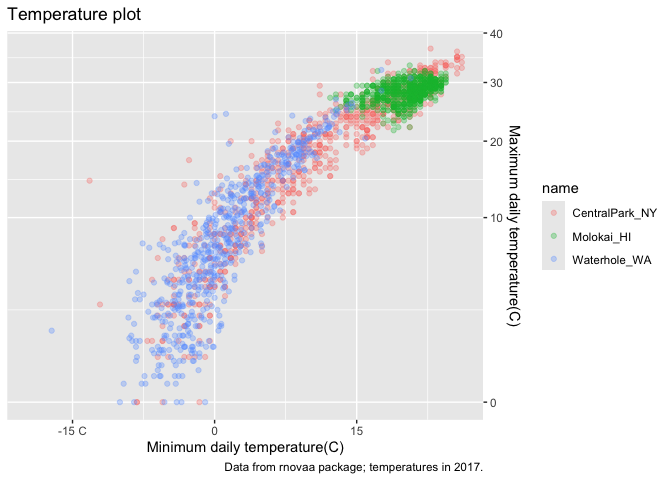 Temperature plot
40
30
20
10
0
Maximum daily temperature(C)
-15 C
0
15
Minimum daily temperature(C)
Data from rnovaa package; temperatures in 2017.
name
CentralPark_NY
Molokai_HI
Waterhole_WA